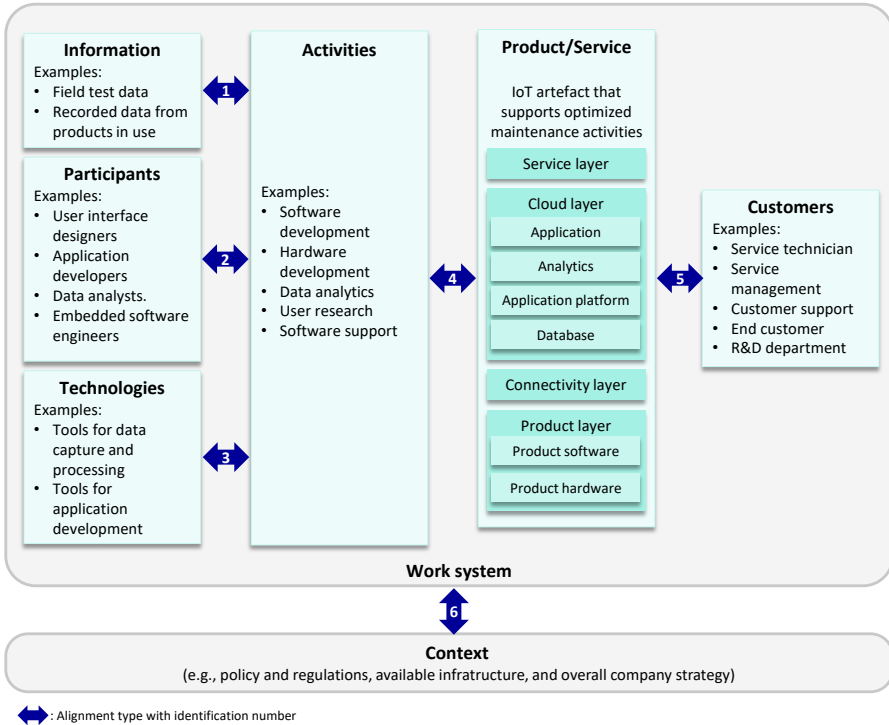 Information
Examples:
• Field test data
• Recorded data from
products in use
1
Participants
Examples:
• User interface
designers
• Application
developers
• Data analysts.
• Embedded software
engineers
2
Technologies
Examples:
• Tools for data
capture and
processing
• Tools for
application
development
3
Activities
Examples:
• Software
development
• Hardware
development
• Data analytics
• User research
• Software support
4
Product/Service
IoT artefact that
supports optimized
maintenance activities
Service layer
Cloud layer
Application
Analytics
Application platform
Database
Connectivity layer
Product layer
Product software
Product hardware
5
Customers
Examples:
• Service technician
• Service
management
• Customer support
• End customer
• R&D department
Work system
6
Context
(e.g., policy and regulations, available infratructure, and overall company strategy)
: Alignment type with identification number